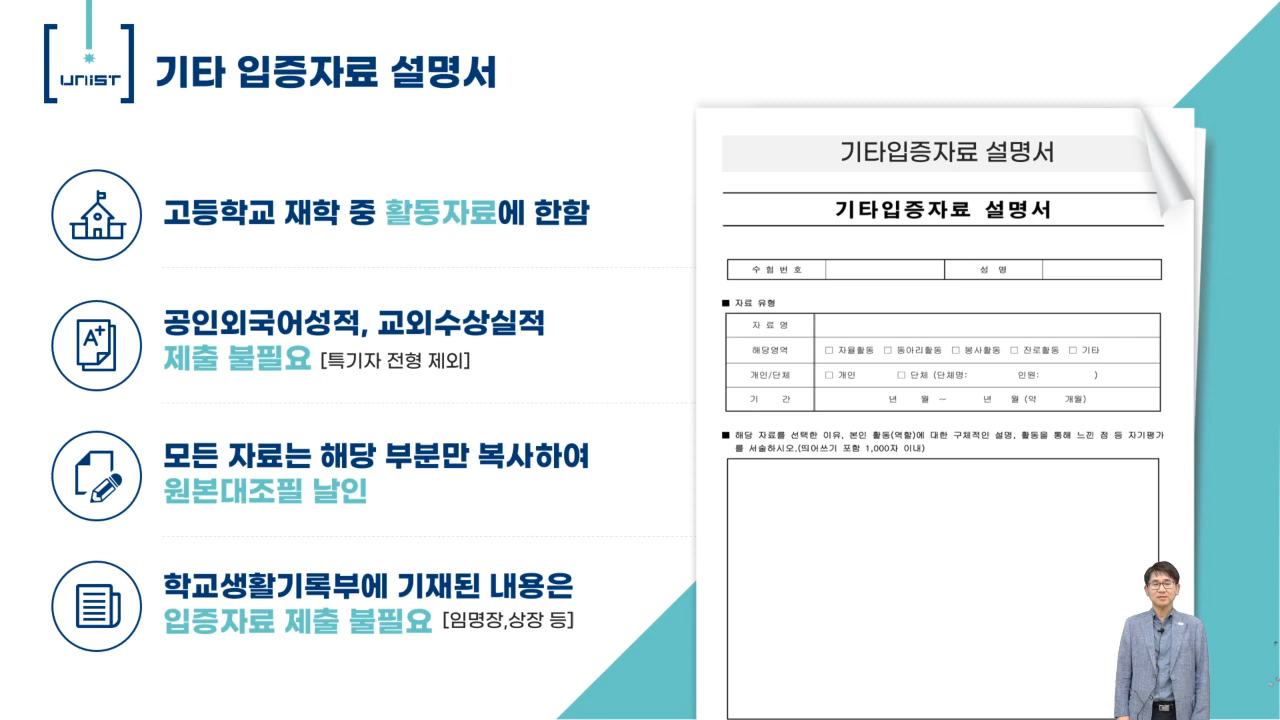 UNIST
기타 입증자료 설명서
고등학교 재학 중 활동자료에 한함
A+
공인외국어성적, 교외수상실적
제출 불필요 [특기자 전형 제외]
모든 자료는 해당 부분만 복사하여
원본대조필 날인
학교생활기록부에 기재된 내용은
입증자료 제출 불필요 [임명장,상장 등]
기타입증자료 설명서
기타입증자료 설명서
수 험 번 호 성 명
■ 자료 유형
자 료 명
해당영역 □ 자율활동 □ 동아리활동 □ 봉사활동 □ 진로활동 □ 기타
개인/단체 □ 개인 □ 단체 (단체명: 인원: )
기 간 년 월 ~ 년 월 (약 개월)
■ 해당 자료를 선택한 이유, 본인 활동(역할)에 대한 구체적인 설명, 활동을 통해 느낀 점 등 자기평가
를 서술하시오.(띄어쓰기 포함 1,000자 이내)